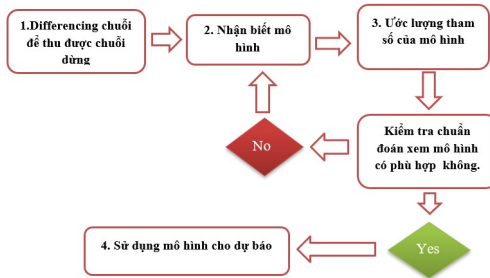 1.Differencing chuỗi
để thu được chuỗi
dừng
2. Nhận biết mô
hình
3. Ước lượng tham
số của mô hình
Kiểm tra chuẩn
đoán xem mô hình
có phù hợp không.
No
Yes
4. Sử dụng mô hình cho dự báo